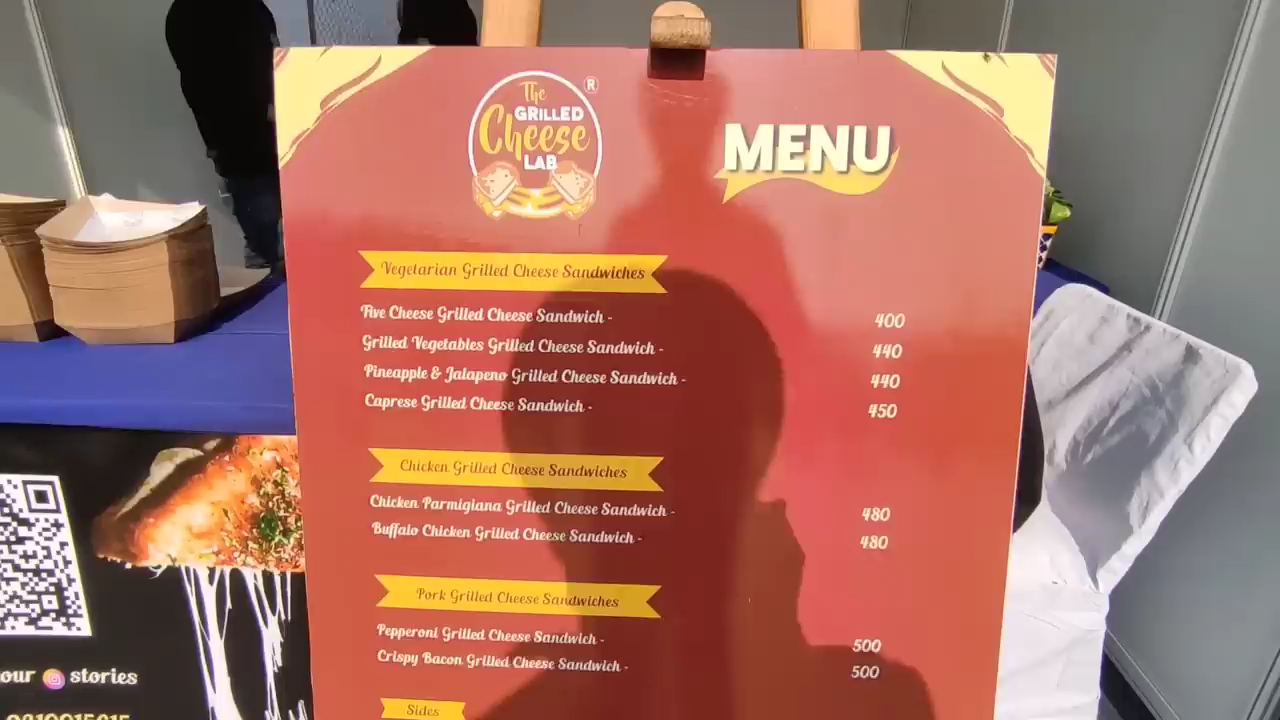 The
GRILLED
Cheese
LAB
®
MENU
Vegetarian Grilled Cheese Sandwiches
Five Cheese Grilled Cheese Sandwich - 400
Grilled Vegetables Grilled Cheese Sandwich - 440
Pineapple & Jalapeno Grilled Cheese Sandwich - 440
Caprese Grilled Cheese Sandwich - 450
Chicken Grilled Cheese Sandwiches
Chicken Parmigiana Grilled Cheese Sandwich - 480
Buffalo Chicken Grilled Cheese Sandwich - 480
Pork Grilled Cheese Sandwiches
Pepperoni Grilled Cheese Sandwich - 500
Crispy Bacon Grilled Cheese Sandwich - 500
Sides
our stories